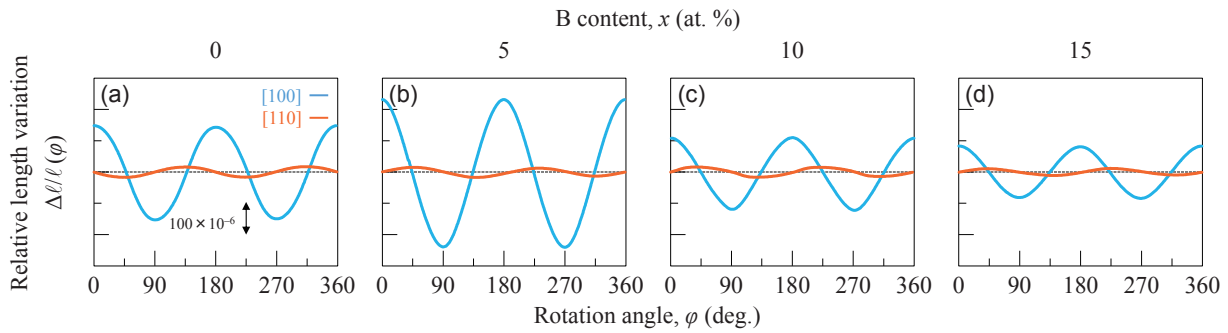 B content, x (at. %)
0 5 10 15
Relative length variation
Δℓ/ℓ (φ)
(a) (b) (c) (d)
[100]
[110]
100 × 10⁻⁶
0 90 180 270 360 0 90 180 270 360 0 90 180 270 360 0 90 180 270 360
Rotation angle, φ (deg.)